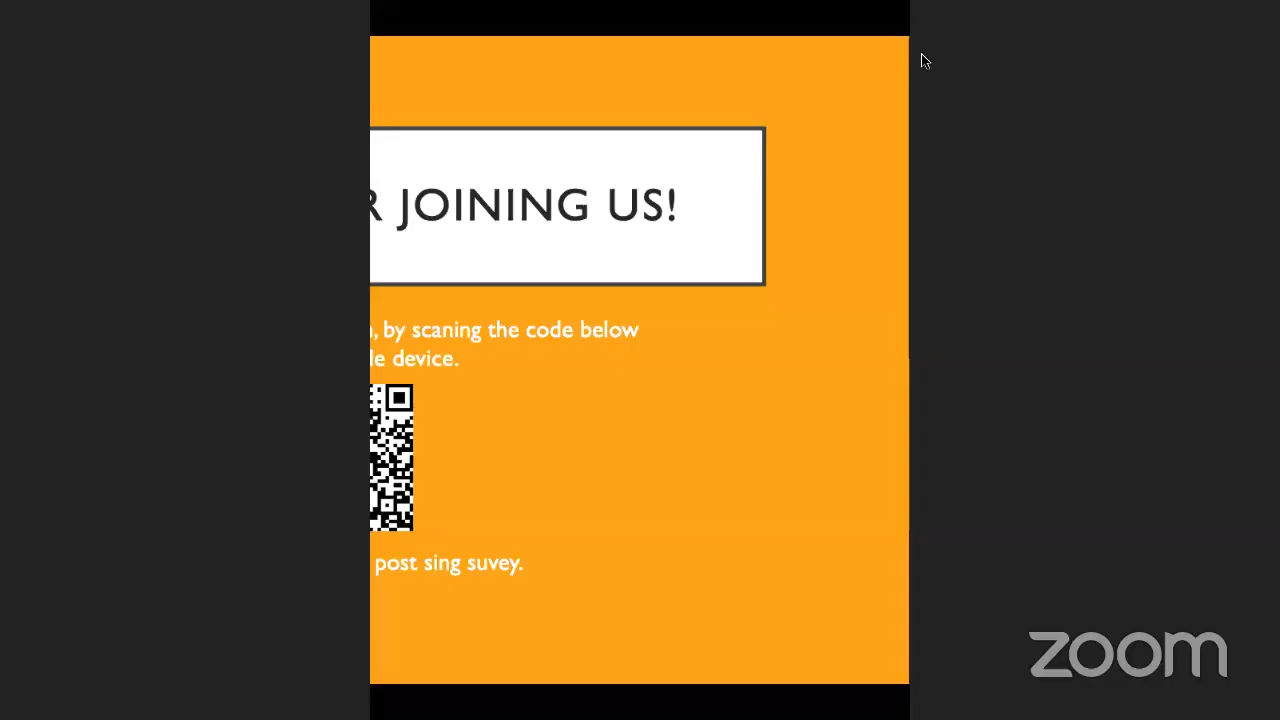 R JOINING US!
, by scaning the code below
le device.
post sing suvey.
zoom